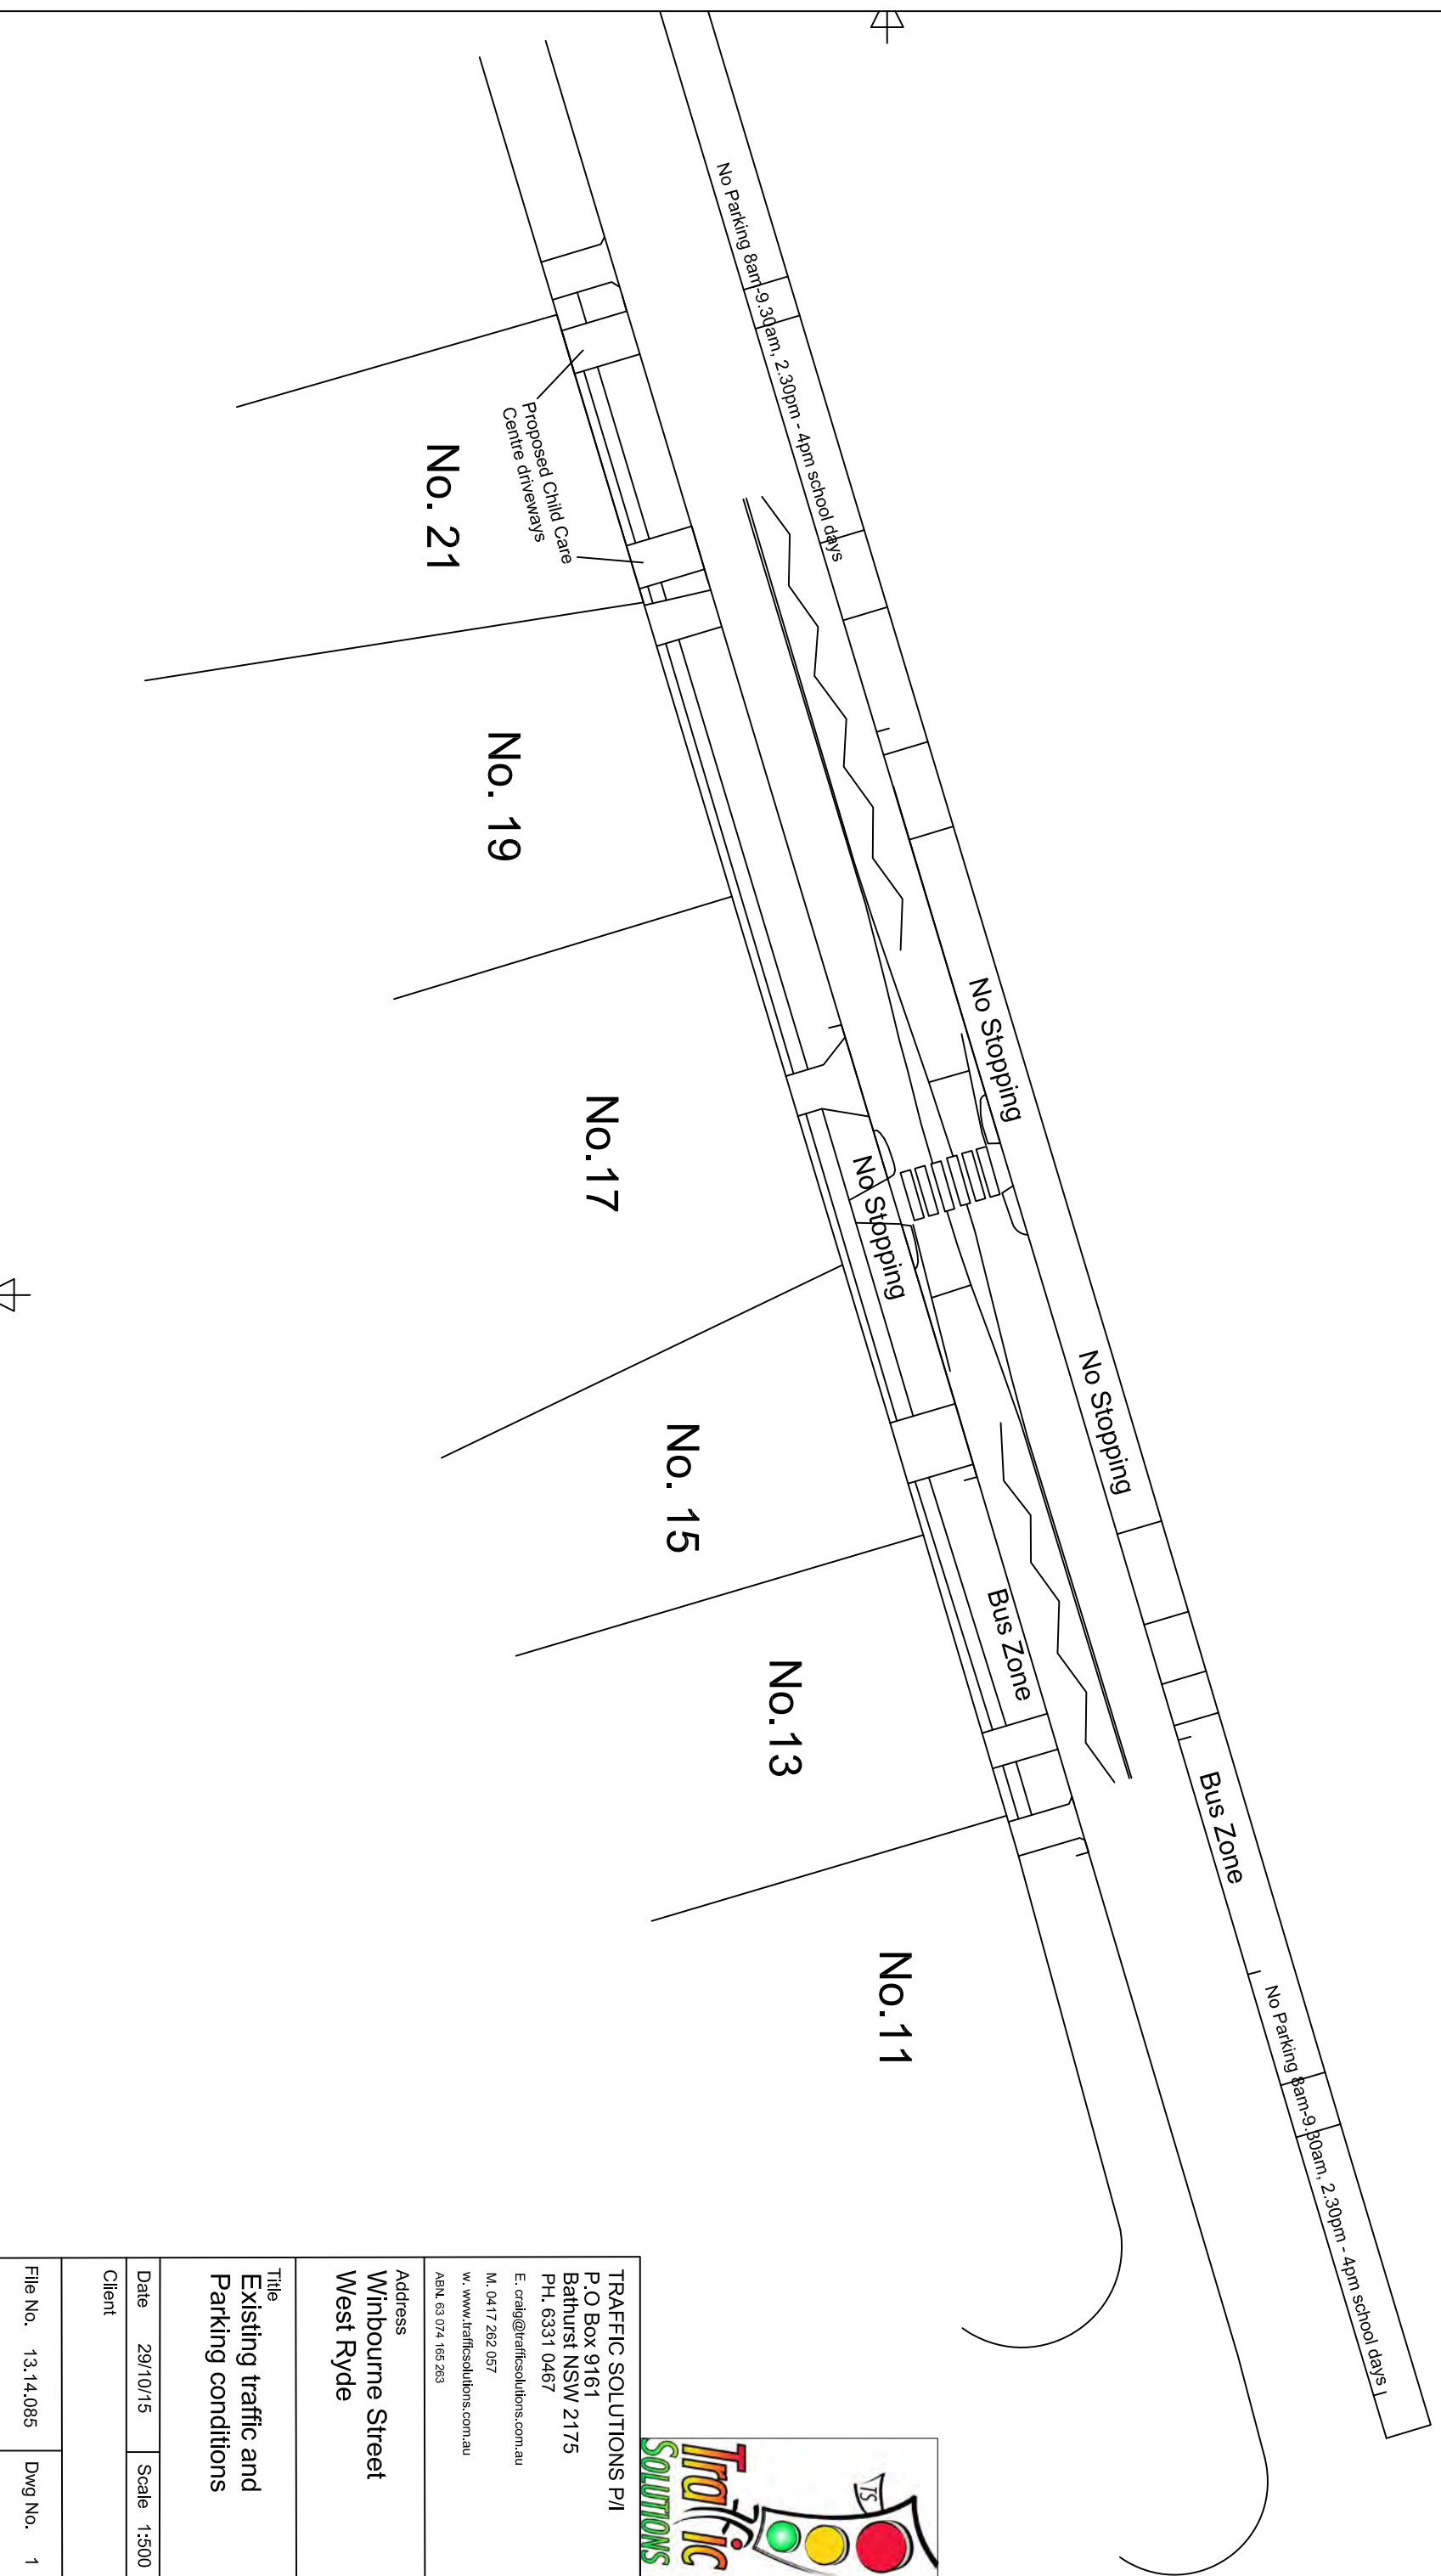 No Parking 8am-9.30am, 2.30pm - 4pm school days
No Stopping
No Stopping
Bus Zone
No Parking 8am-9.30am, 2.30pm - 4pm school days
No Stopping
Bus Zone
Proposed Child Care
Centre driveways
No. 21
No. 19
No.17
No. 15
No.13
No.11
TS
Traffic
SOLUTIONS
TRAFFIC SOLUTIONS P/l
P.O Box 9161
Bathurst NSW 2175
PH. 6331 0467
E. craig@trafficsolutions.com.au
M. 0417 262 057
w. www.trafficsolutions.com.au
ABN. 63 074 165 263
Address
Winbourne Street
West Ryde
Title
Existing traffic and
Parking conditions
Date 29/10/15 Scale 1:500
Client
File No. 13.14.085 Dwg No. 1